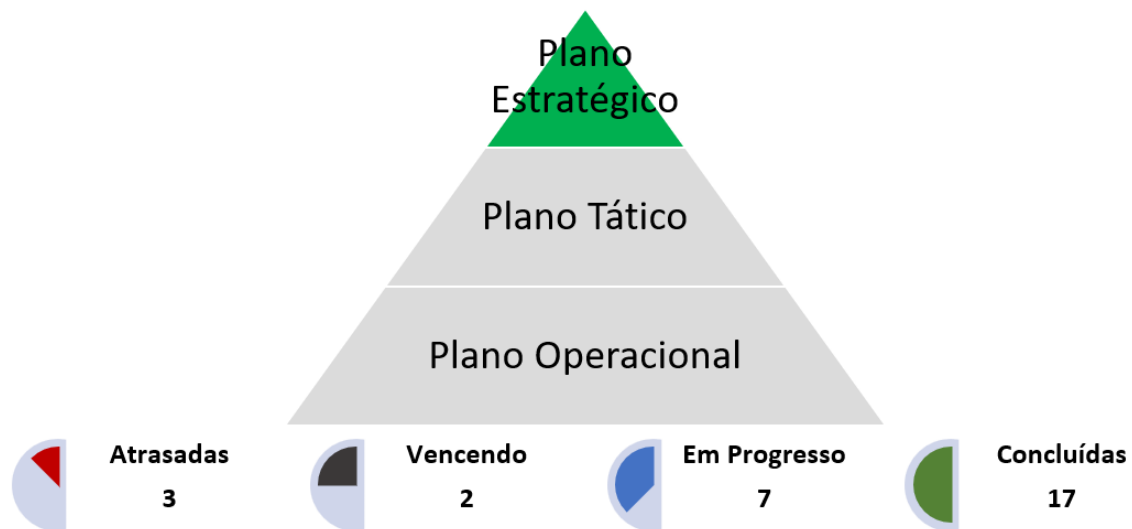 Plano
Estratégico
Plano Tático
Plano Operacional
Atrasadas
3
Vencendo
2
Em Progresso
7
Concluídas
17